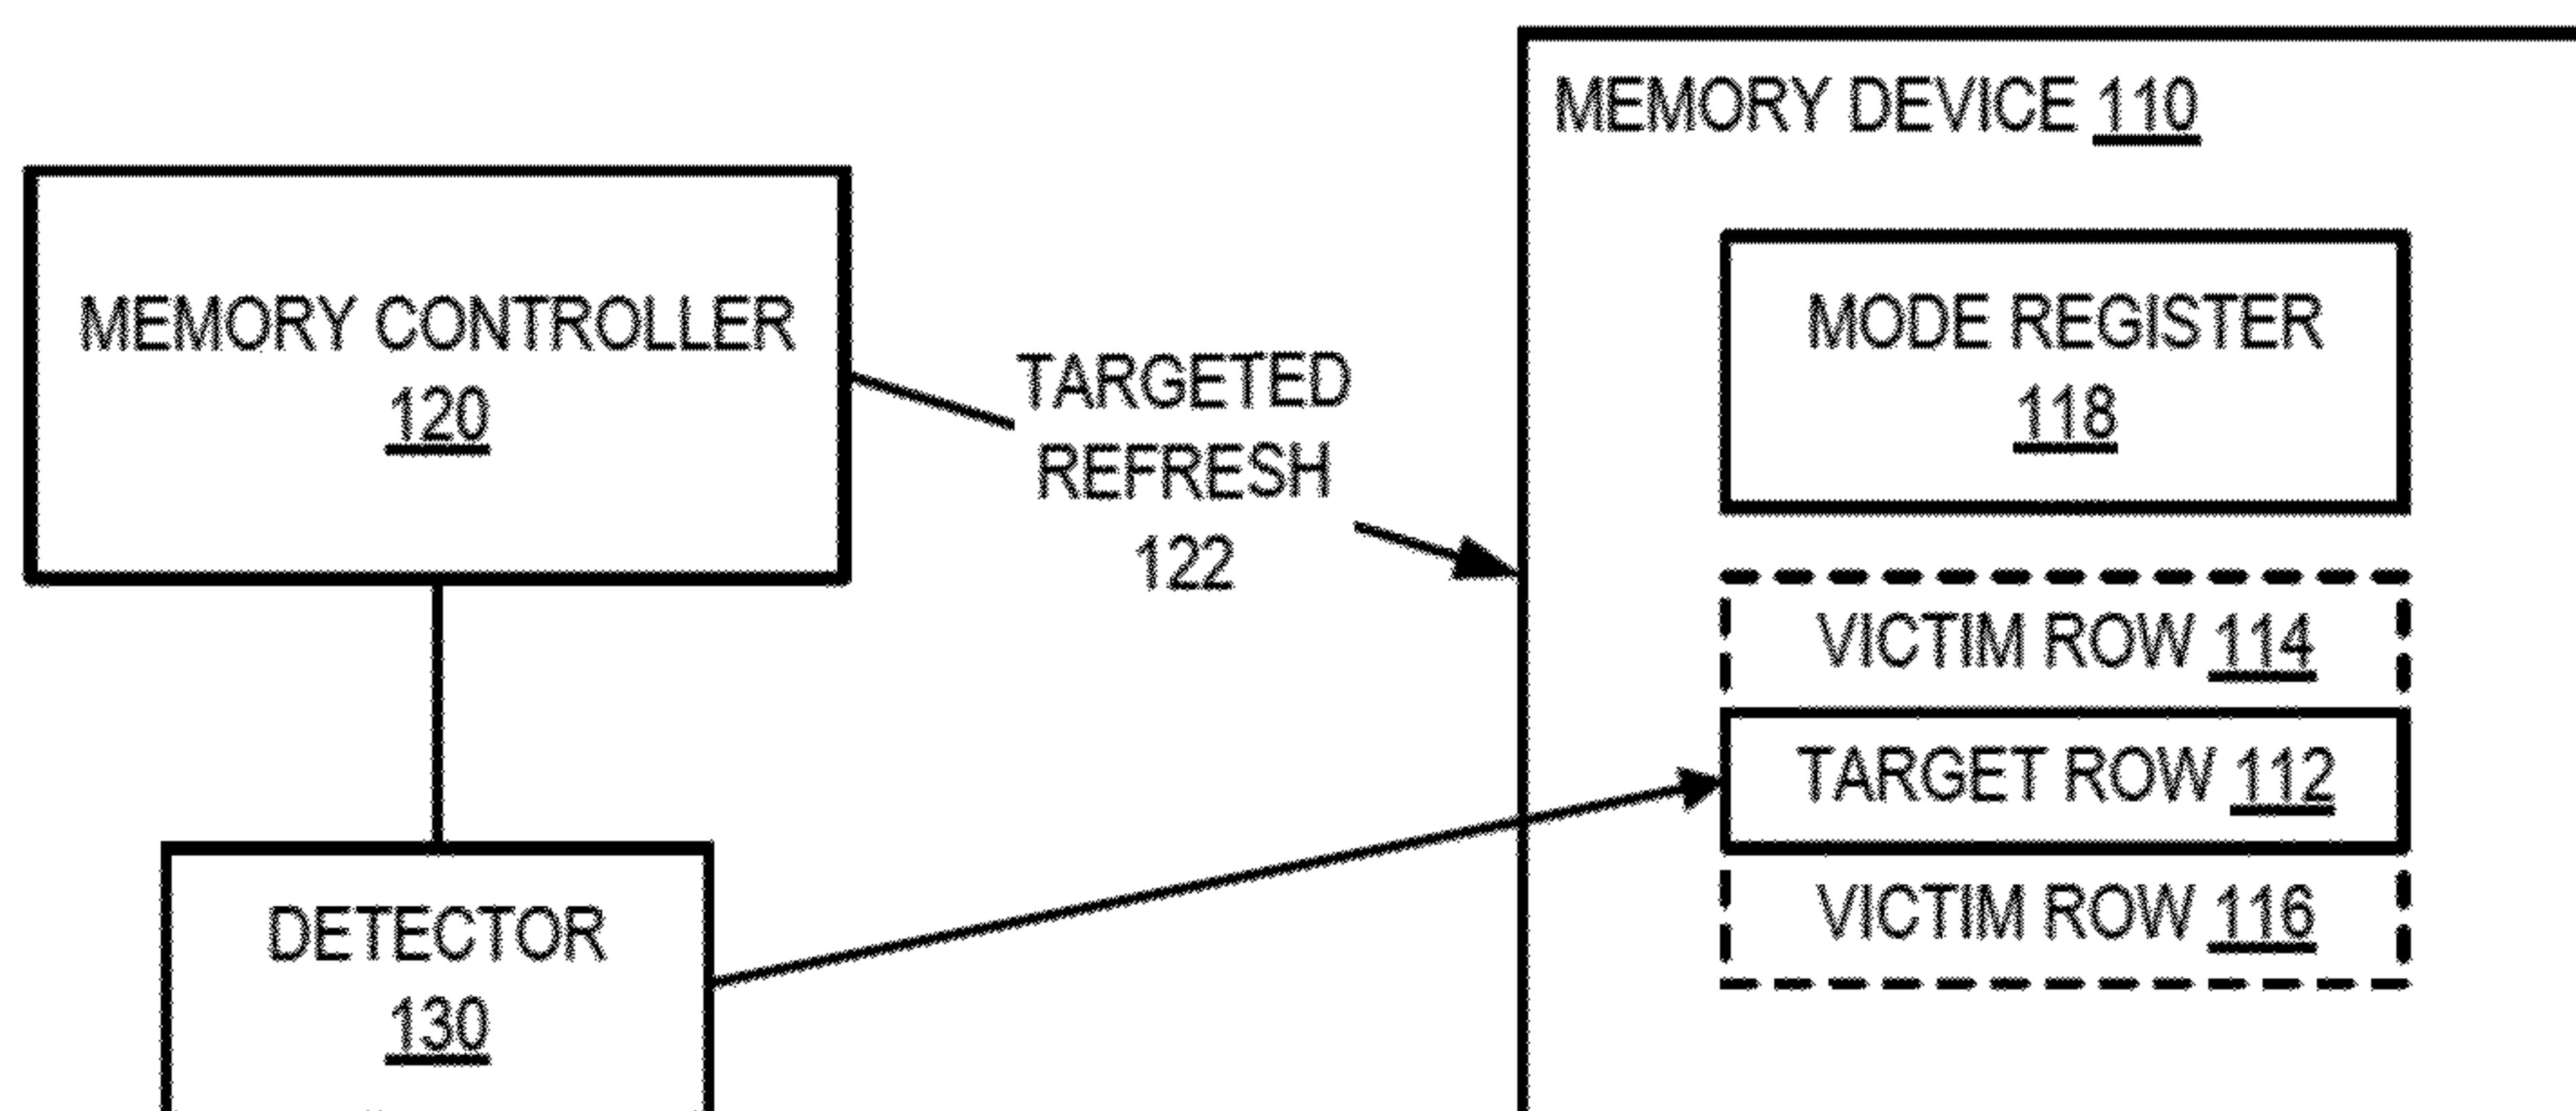 MEMORY DEVICE 110
MEMORY CONTROLLER
120
TARGETED
REFRESH
122
MODE REGISTER
118
VICTIM ROW 114
TARGET ROW 112
VICTIM ROW 116
DETECTOR
130